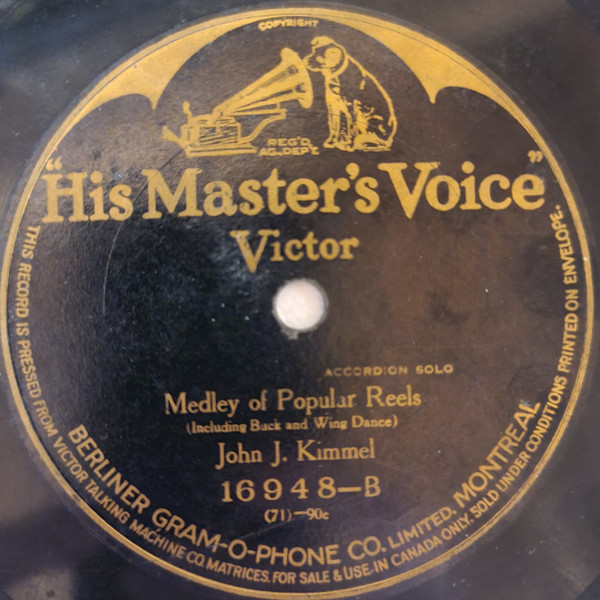 COPYRIGHT
REG'D.
AG. DEP'T.
"His Master's Voice"
Victor
ACCORDION SOLO
Medley of Popular Reels
(Including Buck and Wing Dance)
John J. Kimmel
16948—B
(71)—90c
BERLINER GRAM-O-PHONE CO. LIMITED. MONTREAL
THIS RECORD IS PRESSED FROM VICTOR TALKING MACHINE CO. MATRICES. FOR SALE & USE IN CANADA ONLY. SOLD UNDER CONDITIONS PRINTED ON ENVELOPE.